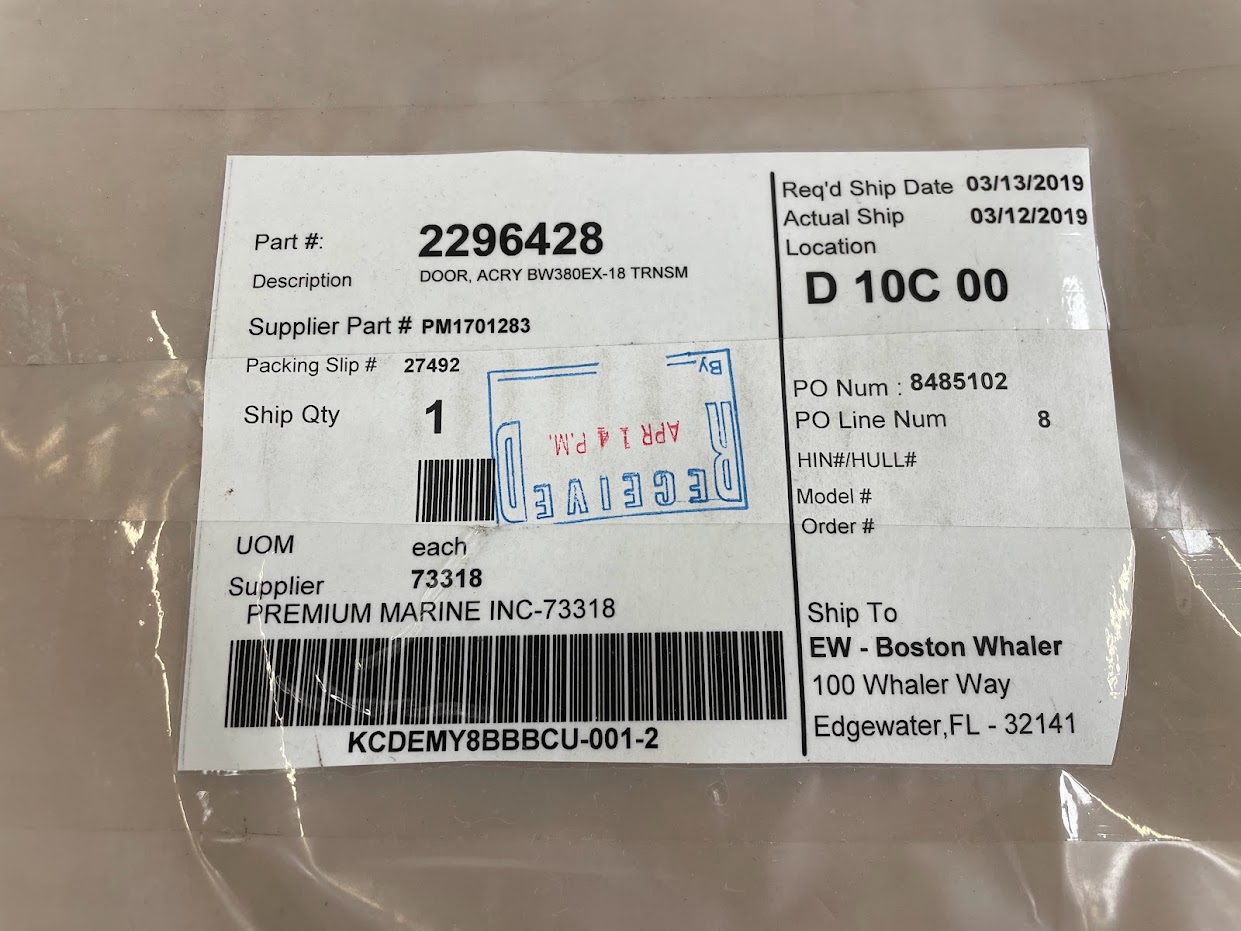 Part #: 2296428
Description DOOR, ACRY BW380EX-18 TRNSM
Supplier Part # PM1701283
Packing Slip # 27492
Ship Qty 1
By
APR 14 P.M.
RECEIVED
UOM each
Supplier 73318
PREMIUM MARINE INC-73318
KCDEMY8BBBCU-001-2
Req'd Ship Date 03/13/2019
Actual Ship 03/12/2019
Location
D 10C 00
PO Num : 8485102
PO Line Num 8
HIN#/HULL#
Model #
Order #
Ship To
EW - Boston Whaler
100 Whaler Way
Edgewater,FL - 32141